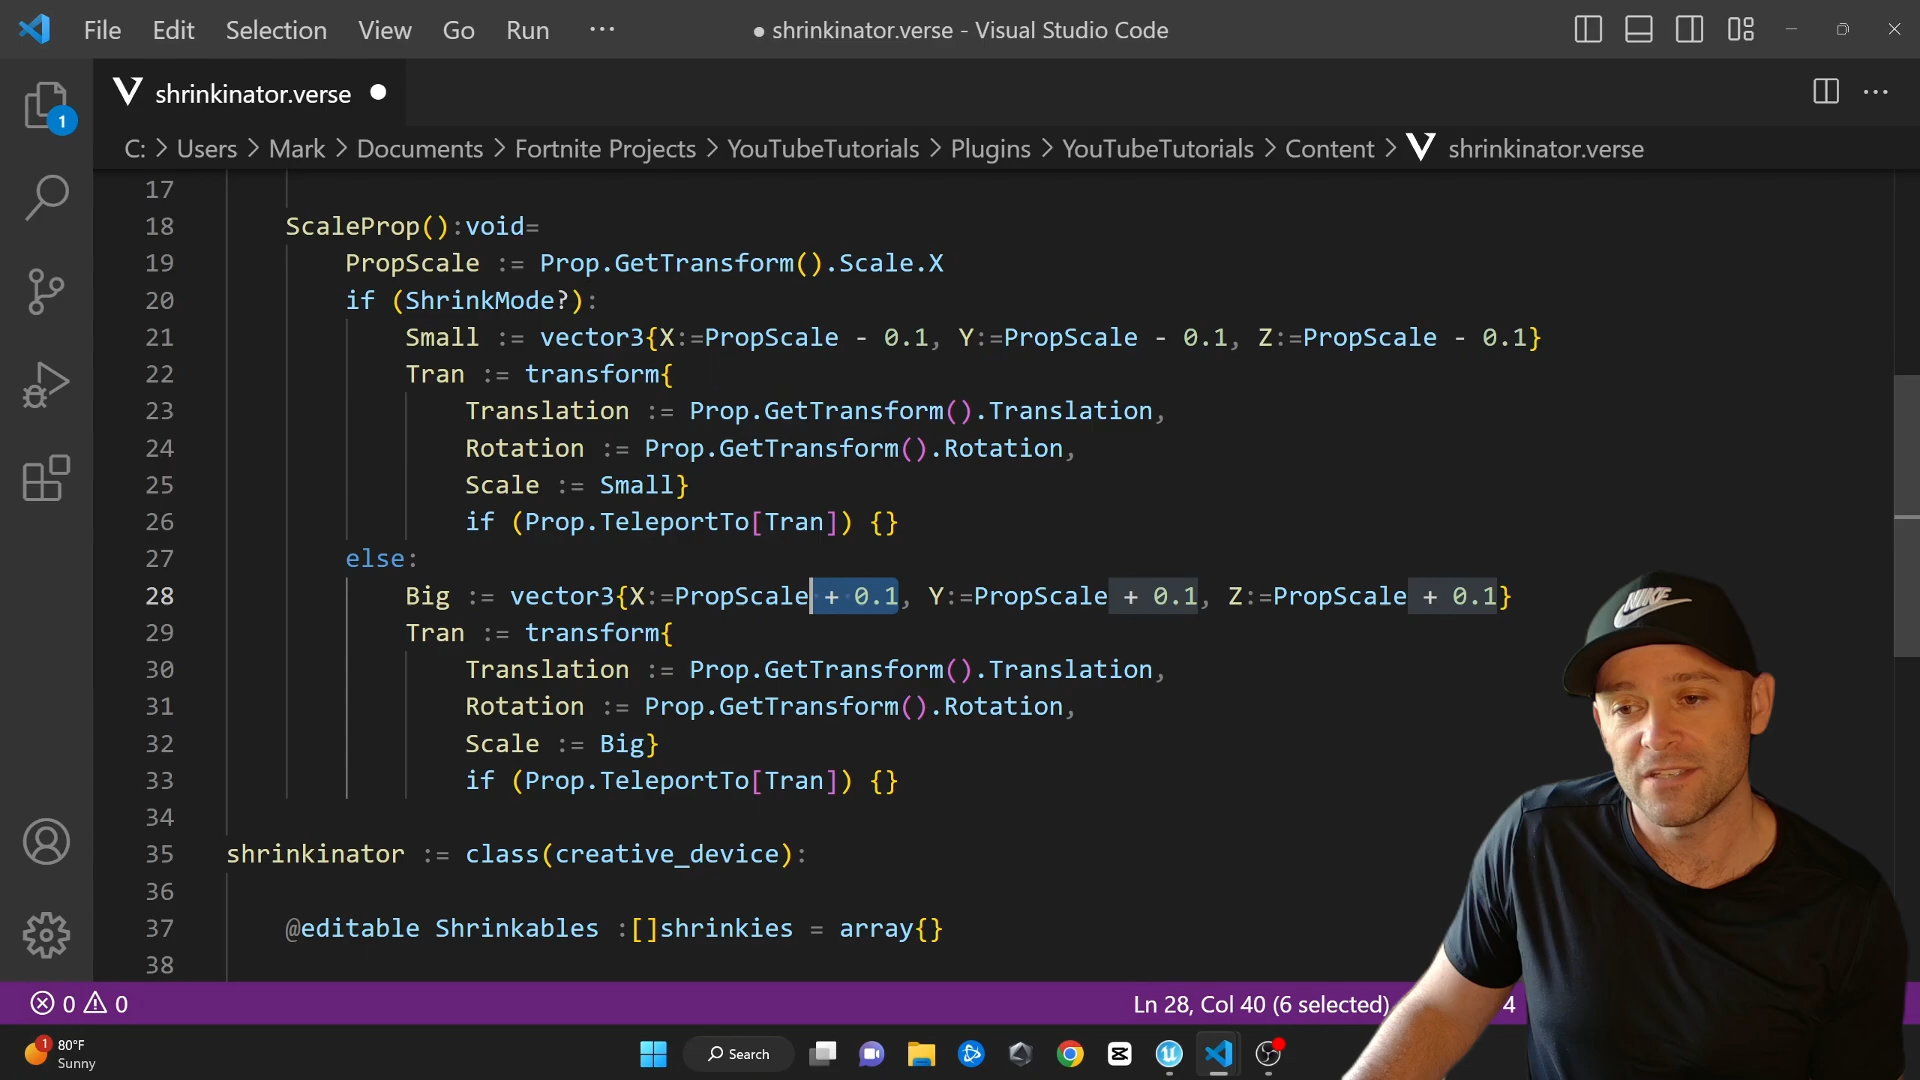 File Edit Selection View Go Run ··· ● shrinkinator.verse - Visual Studio Code
shrinkinator.verse
1
C: > Users > Mark > Documents > Fortnite Projects > YouTubeTutorials > Plugins > YouTubeTutorials > Content > shrinkinator.verse
17
18 ScaleProp():void=
19 PropScale := Prop.GetTransform().Scale.X
20 if (ShrinkMode?):
21 Small := vector3{X:=PropScale - 0.1, Y:=PropScale - 0.1, Z:=PropScale - 0.1}
22 Tran := transform{
23 Translation := Prop.GetTransform().Translation,
24 Rotation := Prop.GetTransform().Rotation,
25 Scale := Small}
26 if (Prop.TeleportTo[Tran]) {}
27 else:
28 Big := vector3{X:=PropScale + 0.1, Y:=PropScale + 0.1, Z:=PropScale + 0.1}
29 Tran := transform{
30 Translation := Prop.GetTransform().Translation,
31 Rotation := Prop.GetTransform().Rotation,
32 Scale := Big}
33 if (Prop.TeleportTo[Tran]) {}
34
35 shrinkinator := class(creative_device):
36
37 @editable Shrinkables :[]shrinkies = array{}
38
NIKE
0 0 Ln 28, Col 40 (6 selected) 4
1 80°F
Sunny
Search